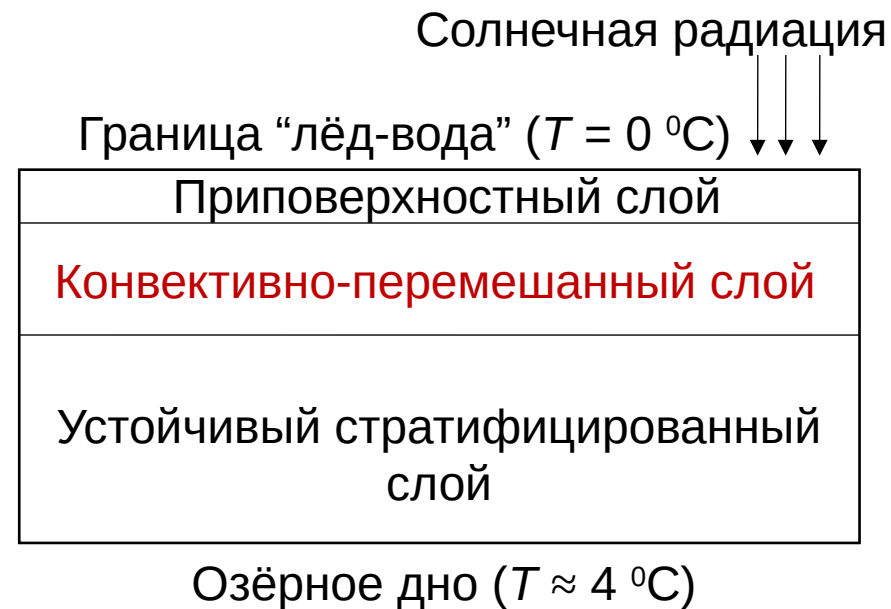 Солнечная радиация
Граница “лёд-вода” (T = 0 ⁰C)
Приповерхностный слой
Конвективно-перемешанный слой
Устойчивый стратифицированный
слой
Озёрное дно (T ≈ 4 ⁰C)